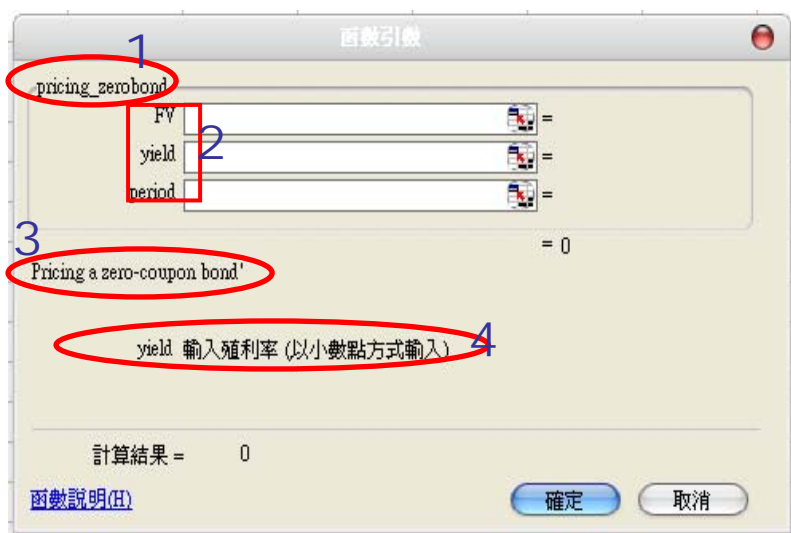 函數引數
1
pricing_zerobond
FV =
2
yield =
period =
= 0
3
Pricing a zero-coupon bond'
yield 輸入殖利率 (以小數點方式輸入)
4
計算結果 = 0
函數說明(H)
確定 取消